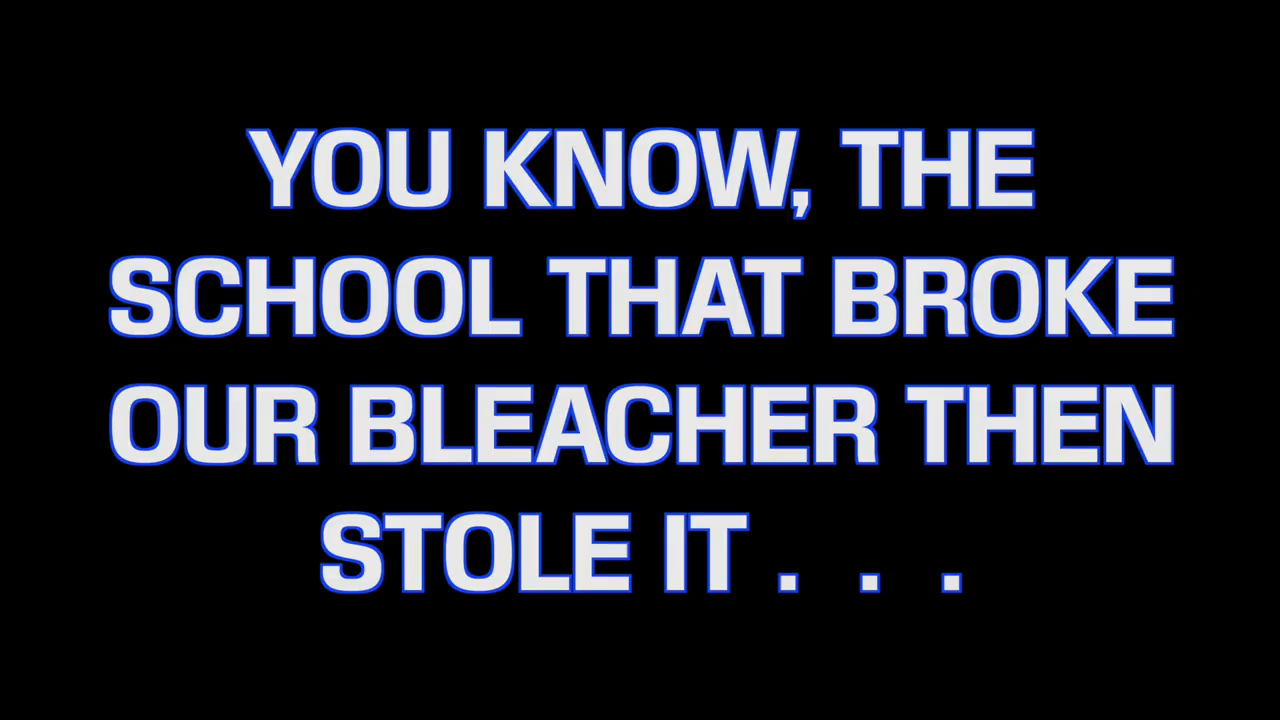 YOU KNOW, THE
SCHOOL THAT BROKE
OUR BLEACHER THEN
STOLE IT . . .